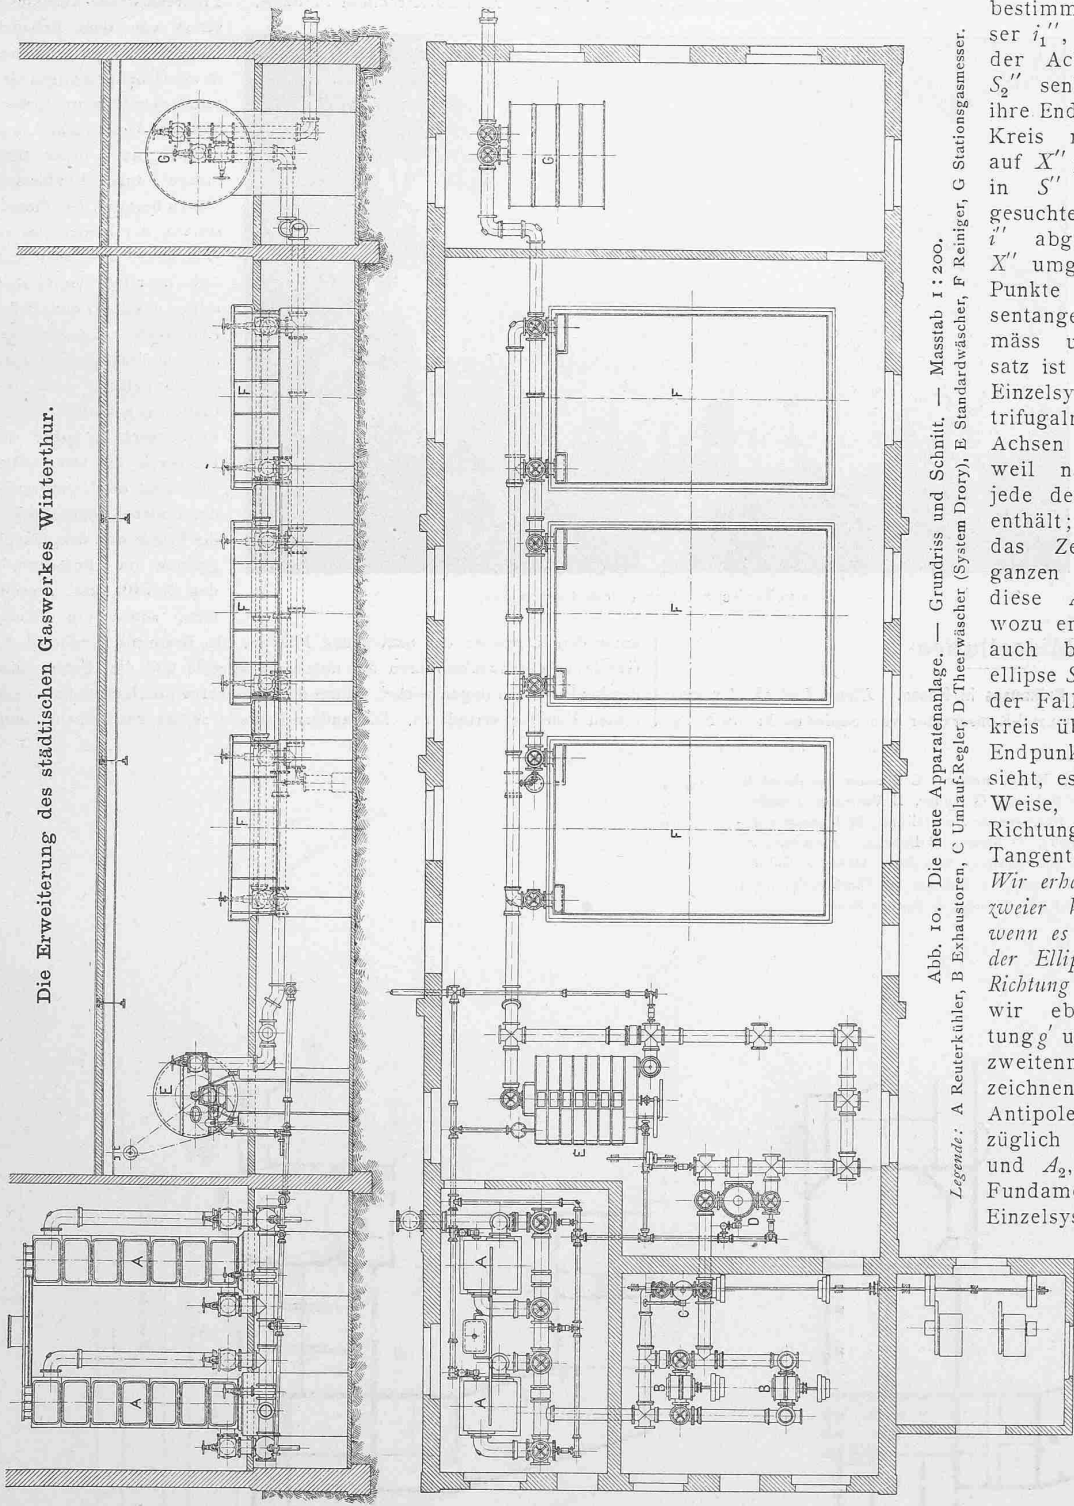 Die Erweiterung des städtischen Gaswerkes Winterthur.
G
F
F
F
E
A
A
G
F
F
F
E
D
A
A
C
B
B
Abb. 10. Die neue Apparatenanlage. — Grundriss und Schnitt. — Masstab 1 : 200.
Legende: A Reuterkühler, B Exhaustoren, C Umlauf-Regler, D Theerwäscher (System Drory), E Standardwäscher, F Reiniger, G Stationsgasmesser.
bestimm
ser i₁″,
der Ac
S₂″ sen
ihre End
Kreis
auf X″
in S″
gesuchte
i″ abg
X″ umg
Punkte
sentange
mäss u
satz ist
Einzelsy
trifugalm
Achsen
weil na
jede de
enthält;
das Ze
ganzen
diese
wozu er
auch b
ellipse S
der Fall
kreis üb
Endpunk
sieht, es
Weise,
Richtung
Tangent
Wir erha
zweier
wenn es
der Ellip
Richtung
wir eb
tung g′ u
zweitenm
zeichnen
Antipole
züglich
und A₂,
Fundame
Einzelsys